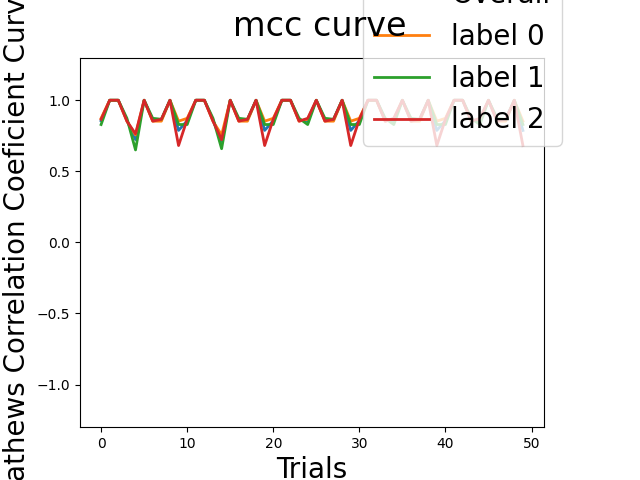 mcc curve
Overall
label 0
label 1
label 2
athews Correlation Coeficient Curv
1.0
0.5
0.0
−0.5
−1.0
0 10 20 30 40 50
Trials